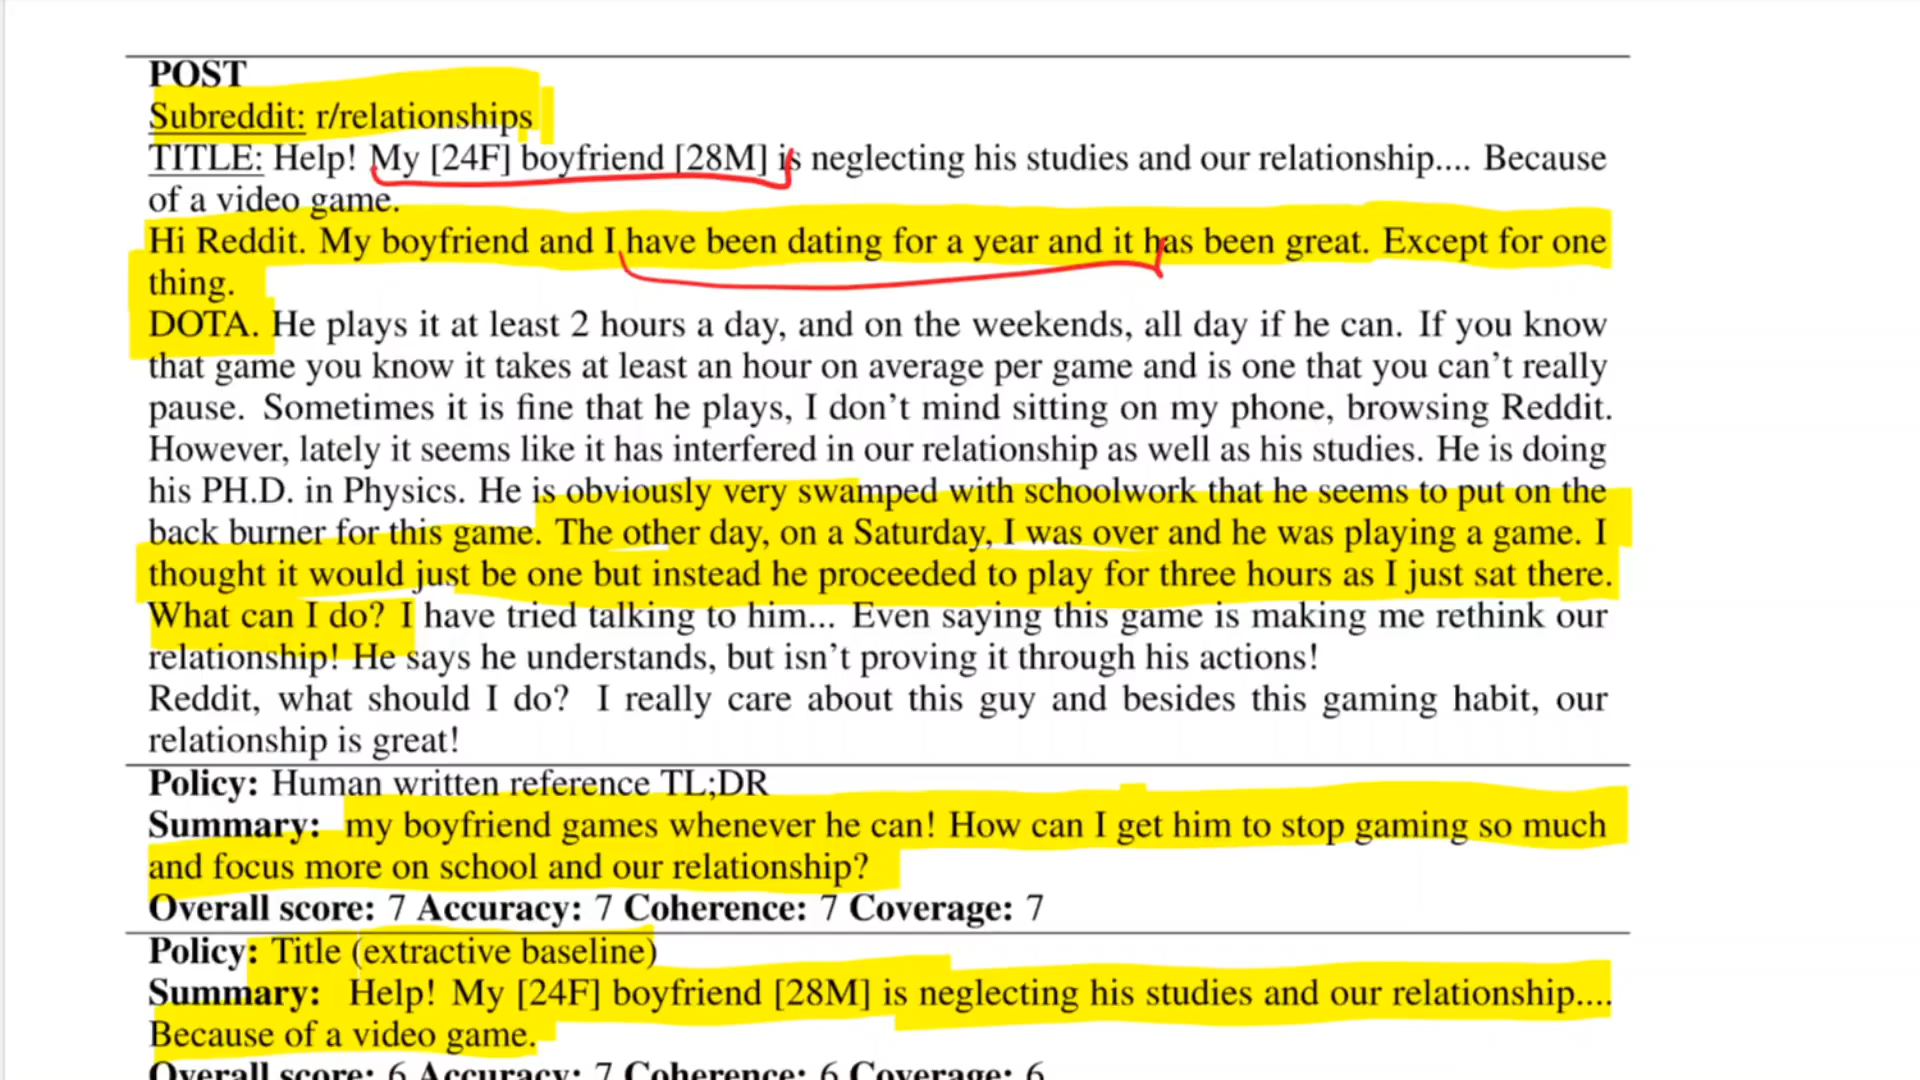 POST
Subreddit: r/relationships
TITLE: Help! My [24F] boyfriend [28M] is neglecting his studies and our relationship.... Because
of a video game.
Hi Reddit. My boyfriend and I have been dating for a year and it has been great. Except for one
thing.
DOTA. He plays it at least 2 hours a day, and on the weekends, all day if he can. If you know
that game you know it takes at least an hour on average per game and is one that you can't really
pause. Sometimes it is fine that he plays, I don't mind sitting on my phone, browsing Reddit.
However, lately it seems like it has interfered in our relationship as well as his studies. He is doing
his PH.D. in Physics. He is obviously very swamped with schoolwork that he seems to put on the
back burner for this game. The other day, on a Saturday, I was over and he was playing a game. I
thought it would just be one but instead he proceeded to play for three hours as I just sat there.
What can I do? I have tried talking to him... Even saying this game is making me rethink our
relationship! He says he understands, but isn't proving it through his actions!
Reddit, what should I do? I really care about this guy and besides this gaming habit, our
relationship is great!
Policy: Human written reference TL;DR
Summary: my boyfriend games whenever he can! How can I get him to stop gaming so much
and focus more on school and our relationship?
Overall score: 7 Accuracy: 7 Coherence: 7 Coverage: 7
Policy: Title (extractive baseline)
Summary: Help! My [24F] boyfriend [28M] is neglecting his studies and our relationship....
Because of a video game.
Overall score: 6 Accuracy: 7 Coherence: 6 Coverage: 6